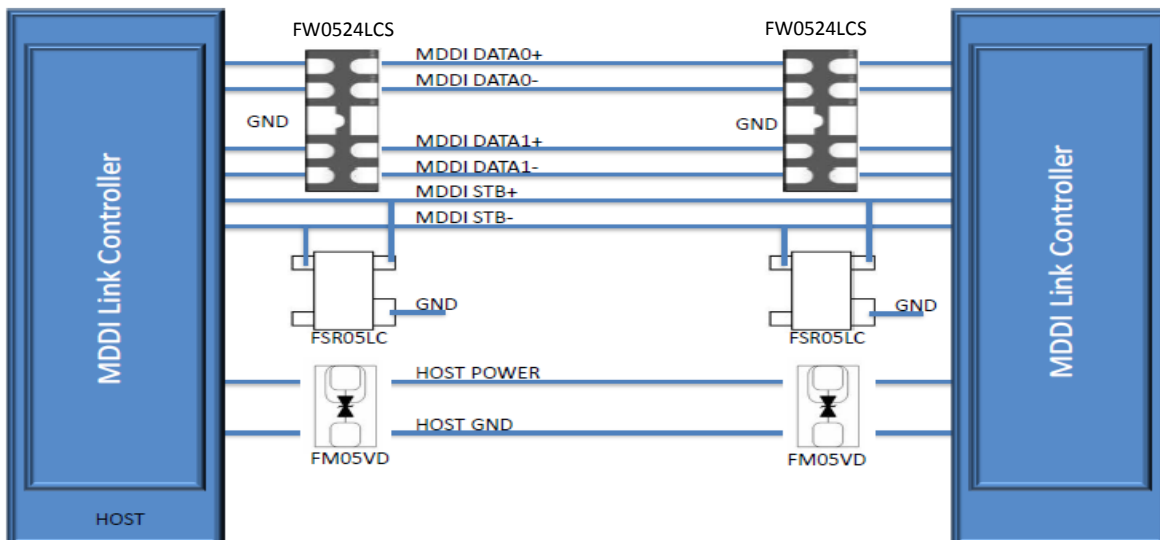 FW0524LCS
FW0524LCS
MDDI DATA0+
MDDI DATA0-
GND
GND
MDDI DATA1+
MDDI DATA1-
MDDI STB+
MDDI STB-
MDDI Link Controller
MDDI Link Controller
GND
GND
FSR05LC
FSR05LC
HOST POWER
HOST GND
FM05VD
FM05VD
HOST